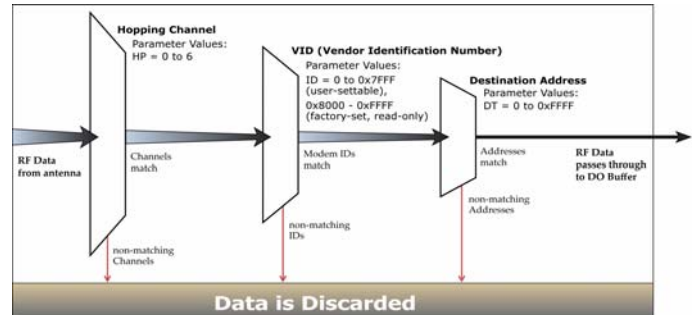 Hopping Channel
Parameter Values:
HP = 0 to 6
VID (Vendor Identification Number)
Parameter Values:
ID = 0 to 0x7FFF
(user-settable),
0x8000 - 0xFFFF
(factory-set, read-only)
Destination Address
Parameter Values:
DT = 0 to 0xFFFF
RF Data
from antenna
Channels
match
Modem IDs
match
Addresses
match
RF Data
passes through
to DO Buffer
non-matching
Channels
non-matching
IDs
non-matching
Addresses
Data is Discarded